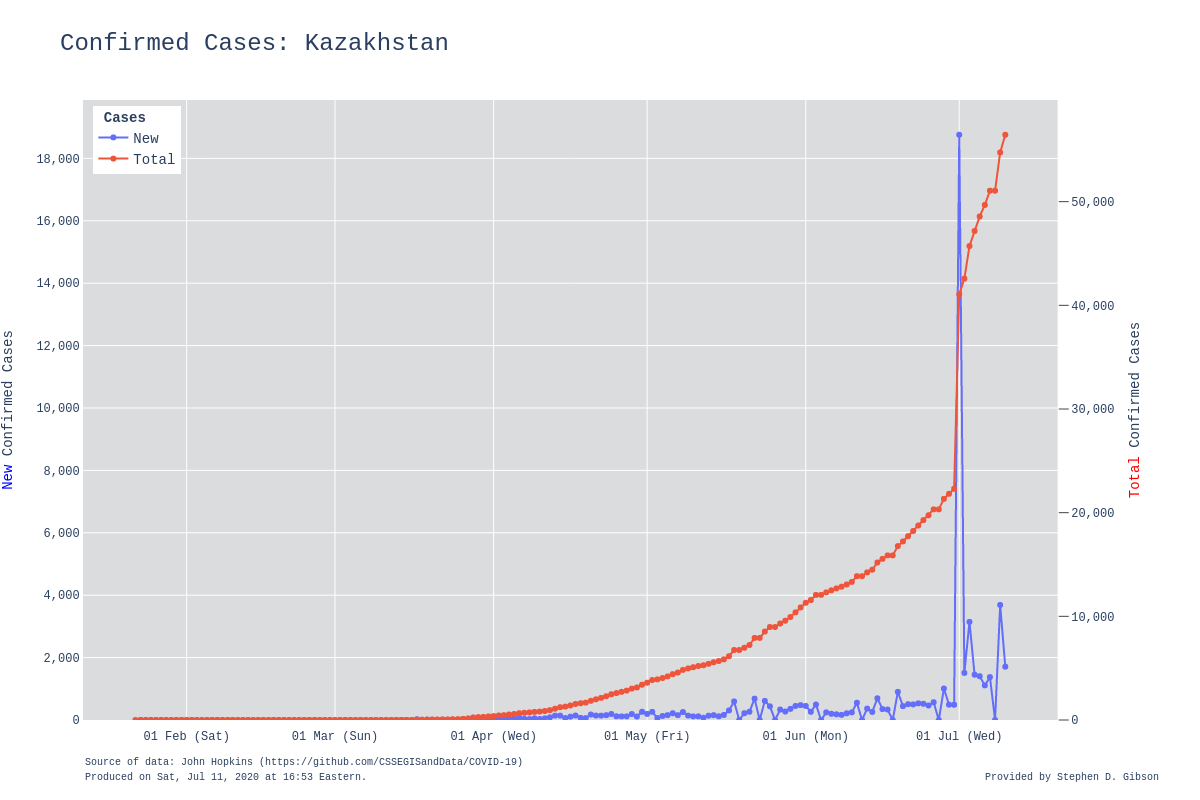 Confirmed Cases: Kazakhstan
Cases
New
Total
18,000
16,000
14,000
12,000
10,000
8,000
6,000
4,000
2,000
0
New Confirmed Cases
50,000
40,000
30,000
20,000
10,000
0
Total Confirmed Cases
01 Feb (Sat)
01 Mar (Sun)
01 Apr (Wed)
01 May (Fri)
01 Jun (Mon)
01 Jul (Wed)
Source of data: John Hopkins (https://github.com/CSSEGISandData/COVID-19)
Produced on Sat, Jul 11, 2020 at 16:53 Eastern.
Provided by Stephen D. Gibson